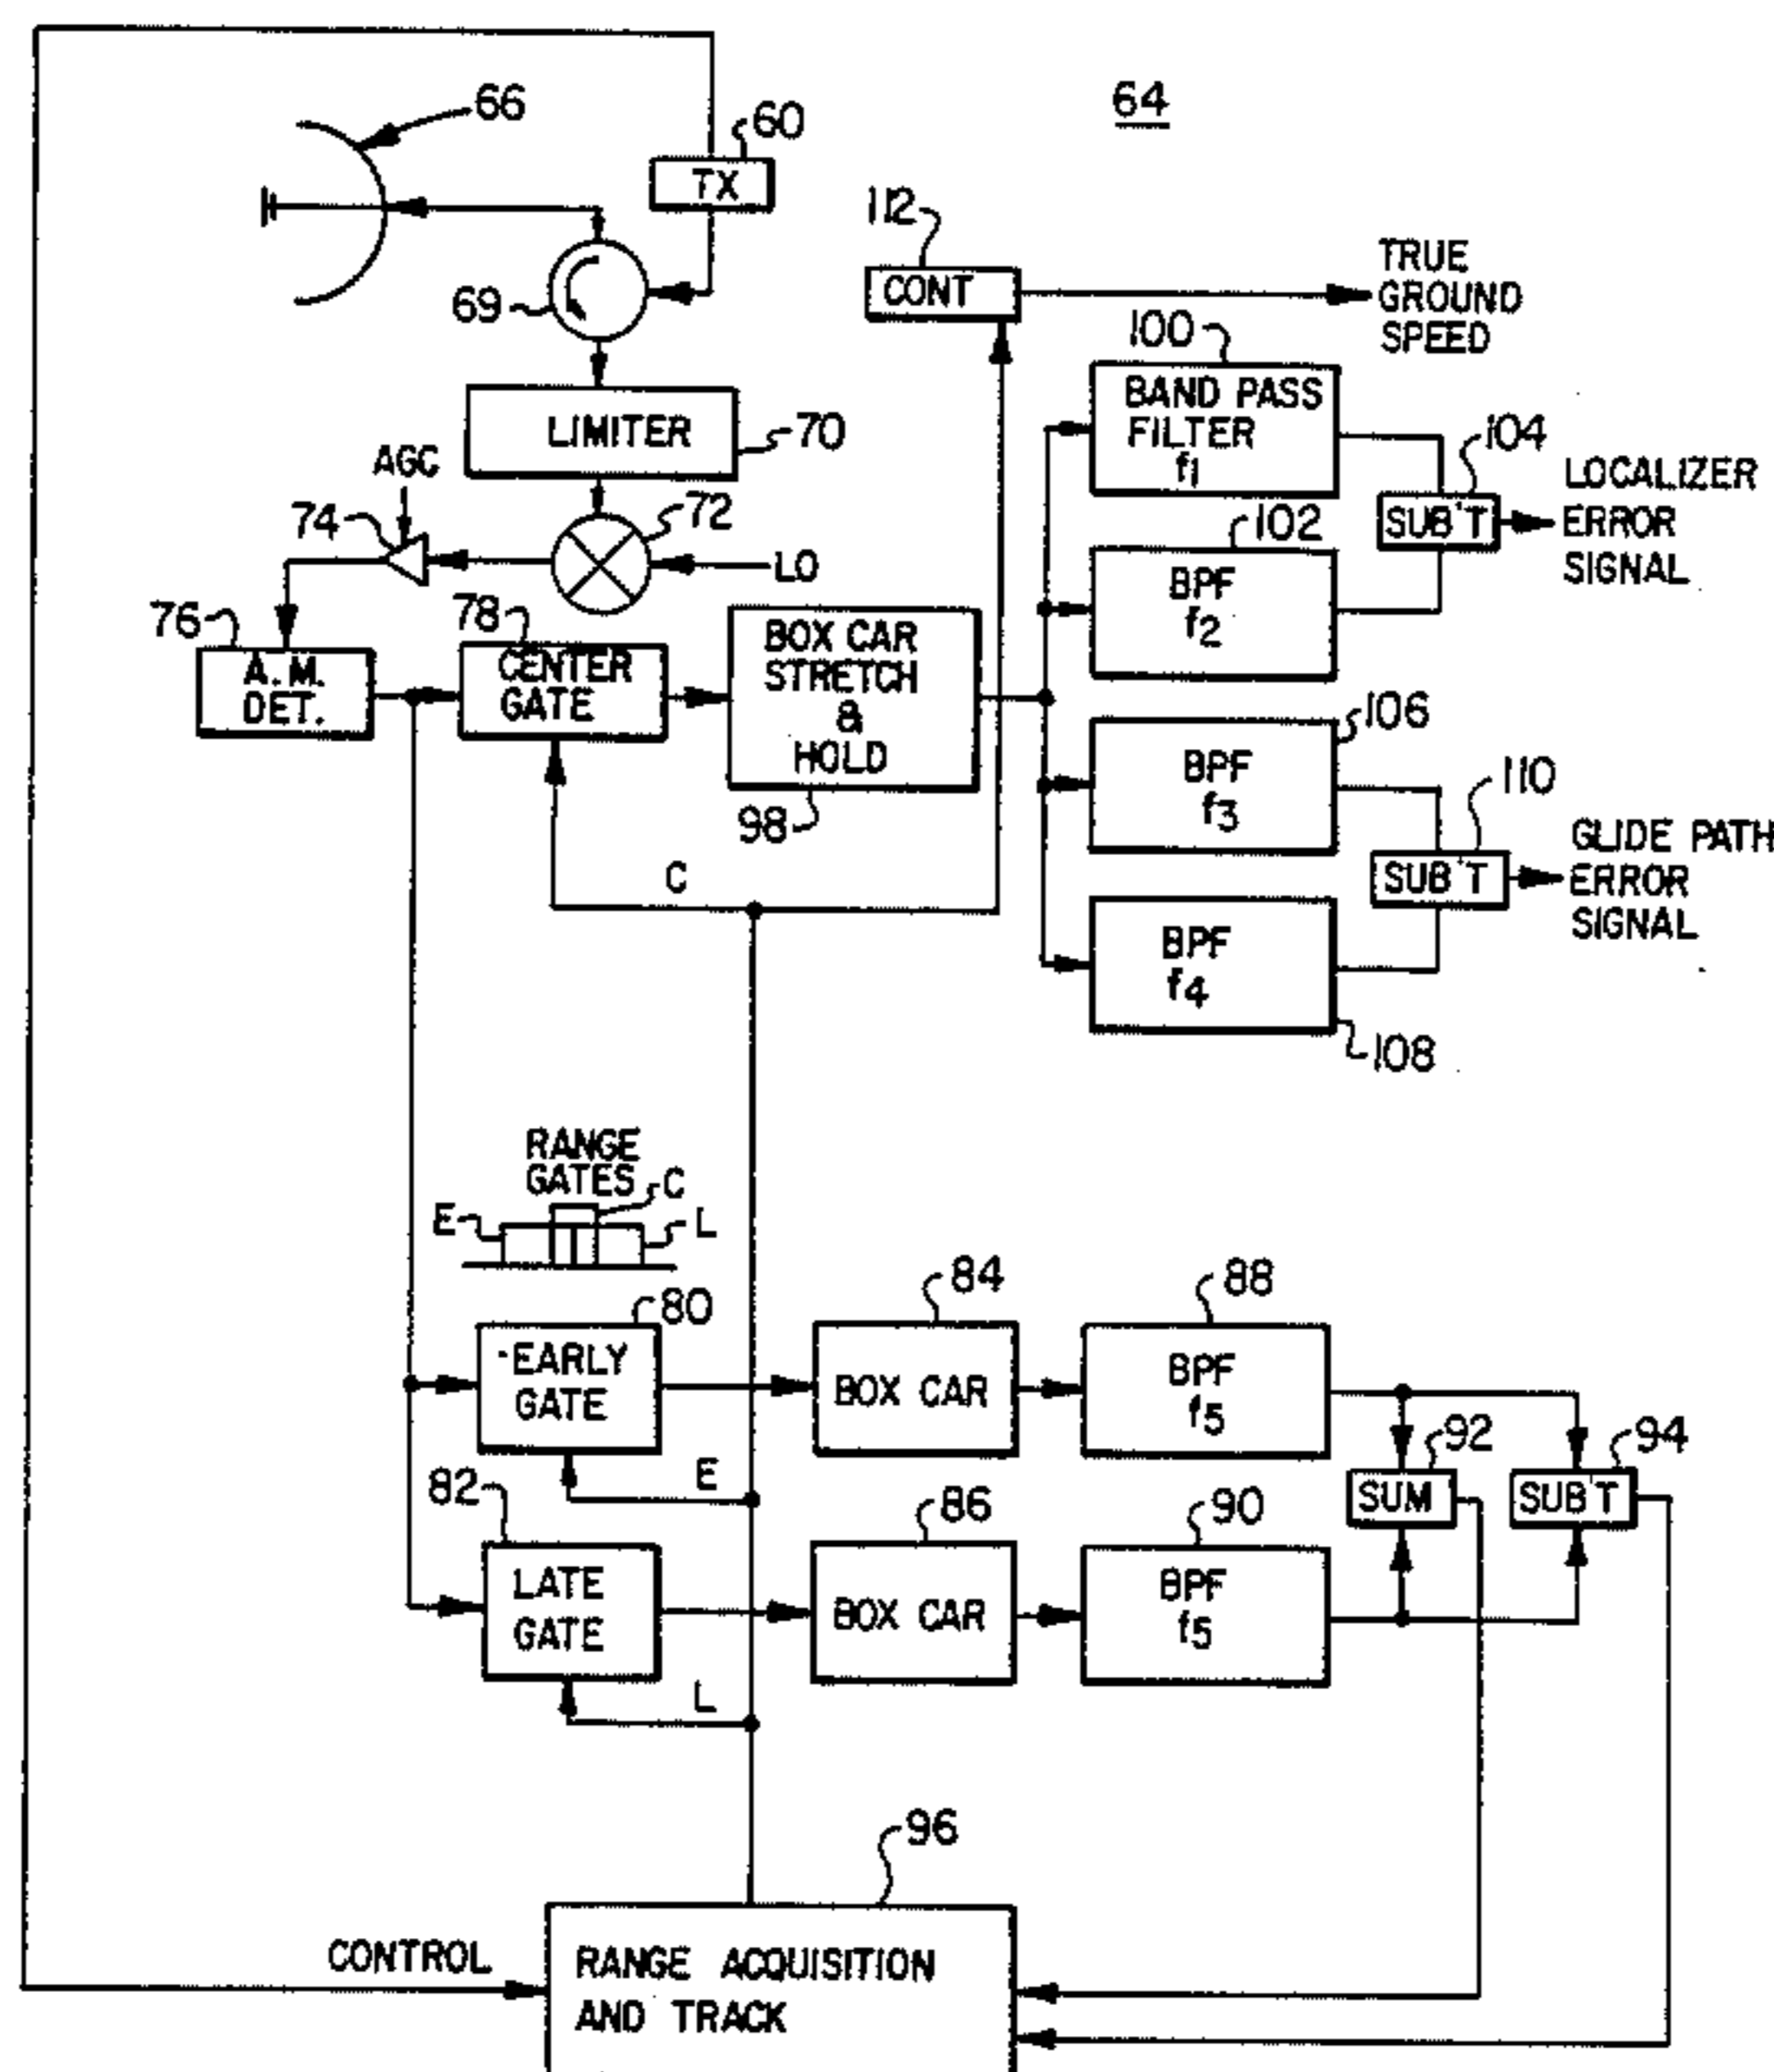 66
60
TX
64
112
CONT
TRUE
GROUND
SPEED
69
100
BAND PASS
FILTER
f1
LIMITER
70
104
SUB'T
LOCALIZER
ERROR
SIGNAL
AGC
74
72
LO
102
BPF
f2
76
A.M.
DET.
78
CENTER
GATE
BOX CAR
STRETCH
&
HOLD
98
106
BPF
f3
110
SUB'T
GLIDE PATH
ERROR
SIGNAL
C
BPF
f4
108
RANGE
GATES
C
E
L
80
EARLY
GATE
84
BOX CAR
88
BPF
f5
92
SUM
94
SUB'T
E
82
LATE
GATE
86
BOX CAR
90
BPF
f5
L
96
CONTROL
RANGE ACQUISITION
AND TRACK